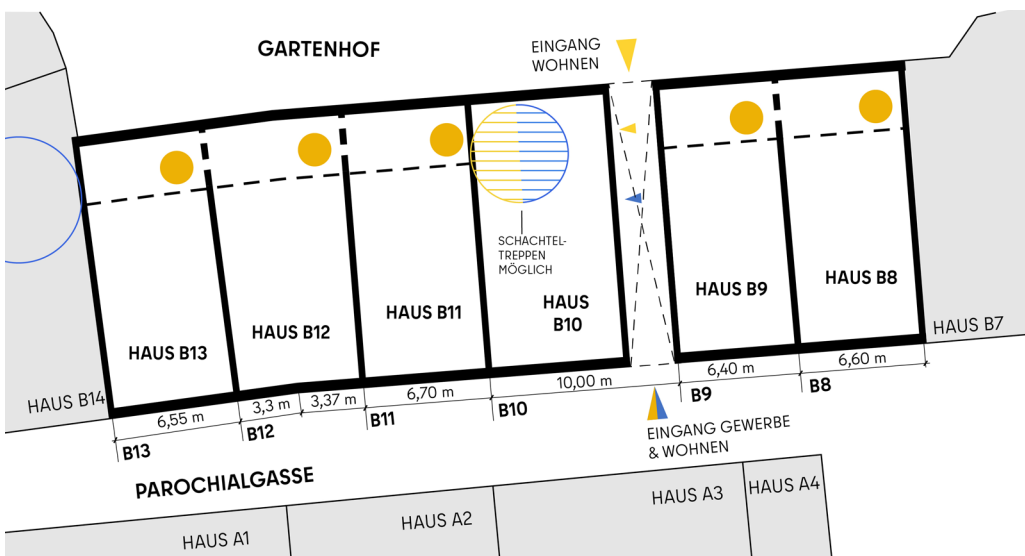 GARTENHOF
EINGANG
WOHNEN
SCHACHTEL-
TREPPEN
MÖGLICH
HAUS B13
HAUS B12
HAUS B11
HAUS
B10
HAUS B9
HAUS B8
HAUS B7
HAUS B14
6,55 m
3,3 m
3,37 m
6,70 m
10,00 m
6,40 m
6,60 m
B13
B12
B11
B10
B9
B8
EINGANG GEWERBE
& WOHNEN
PAROCHIALGASSE
HAUS A1
HAUS A2
HAUS A3
HAUS A4